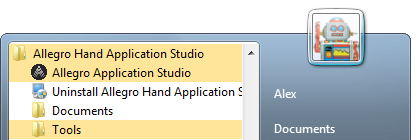 Allegro Hand Application Studio
Allegro Application Studio
Uninstall Allegro Hand Application S
Documents
Tools
Alex
Documents